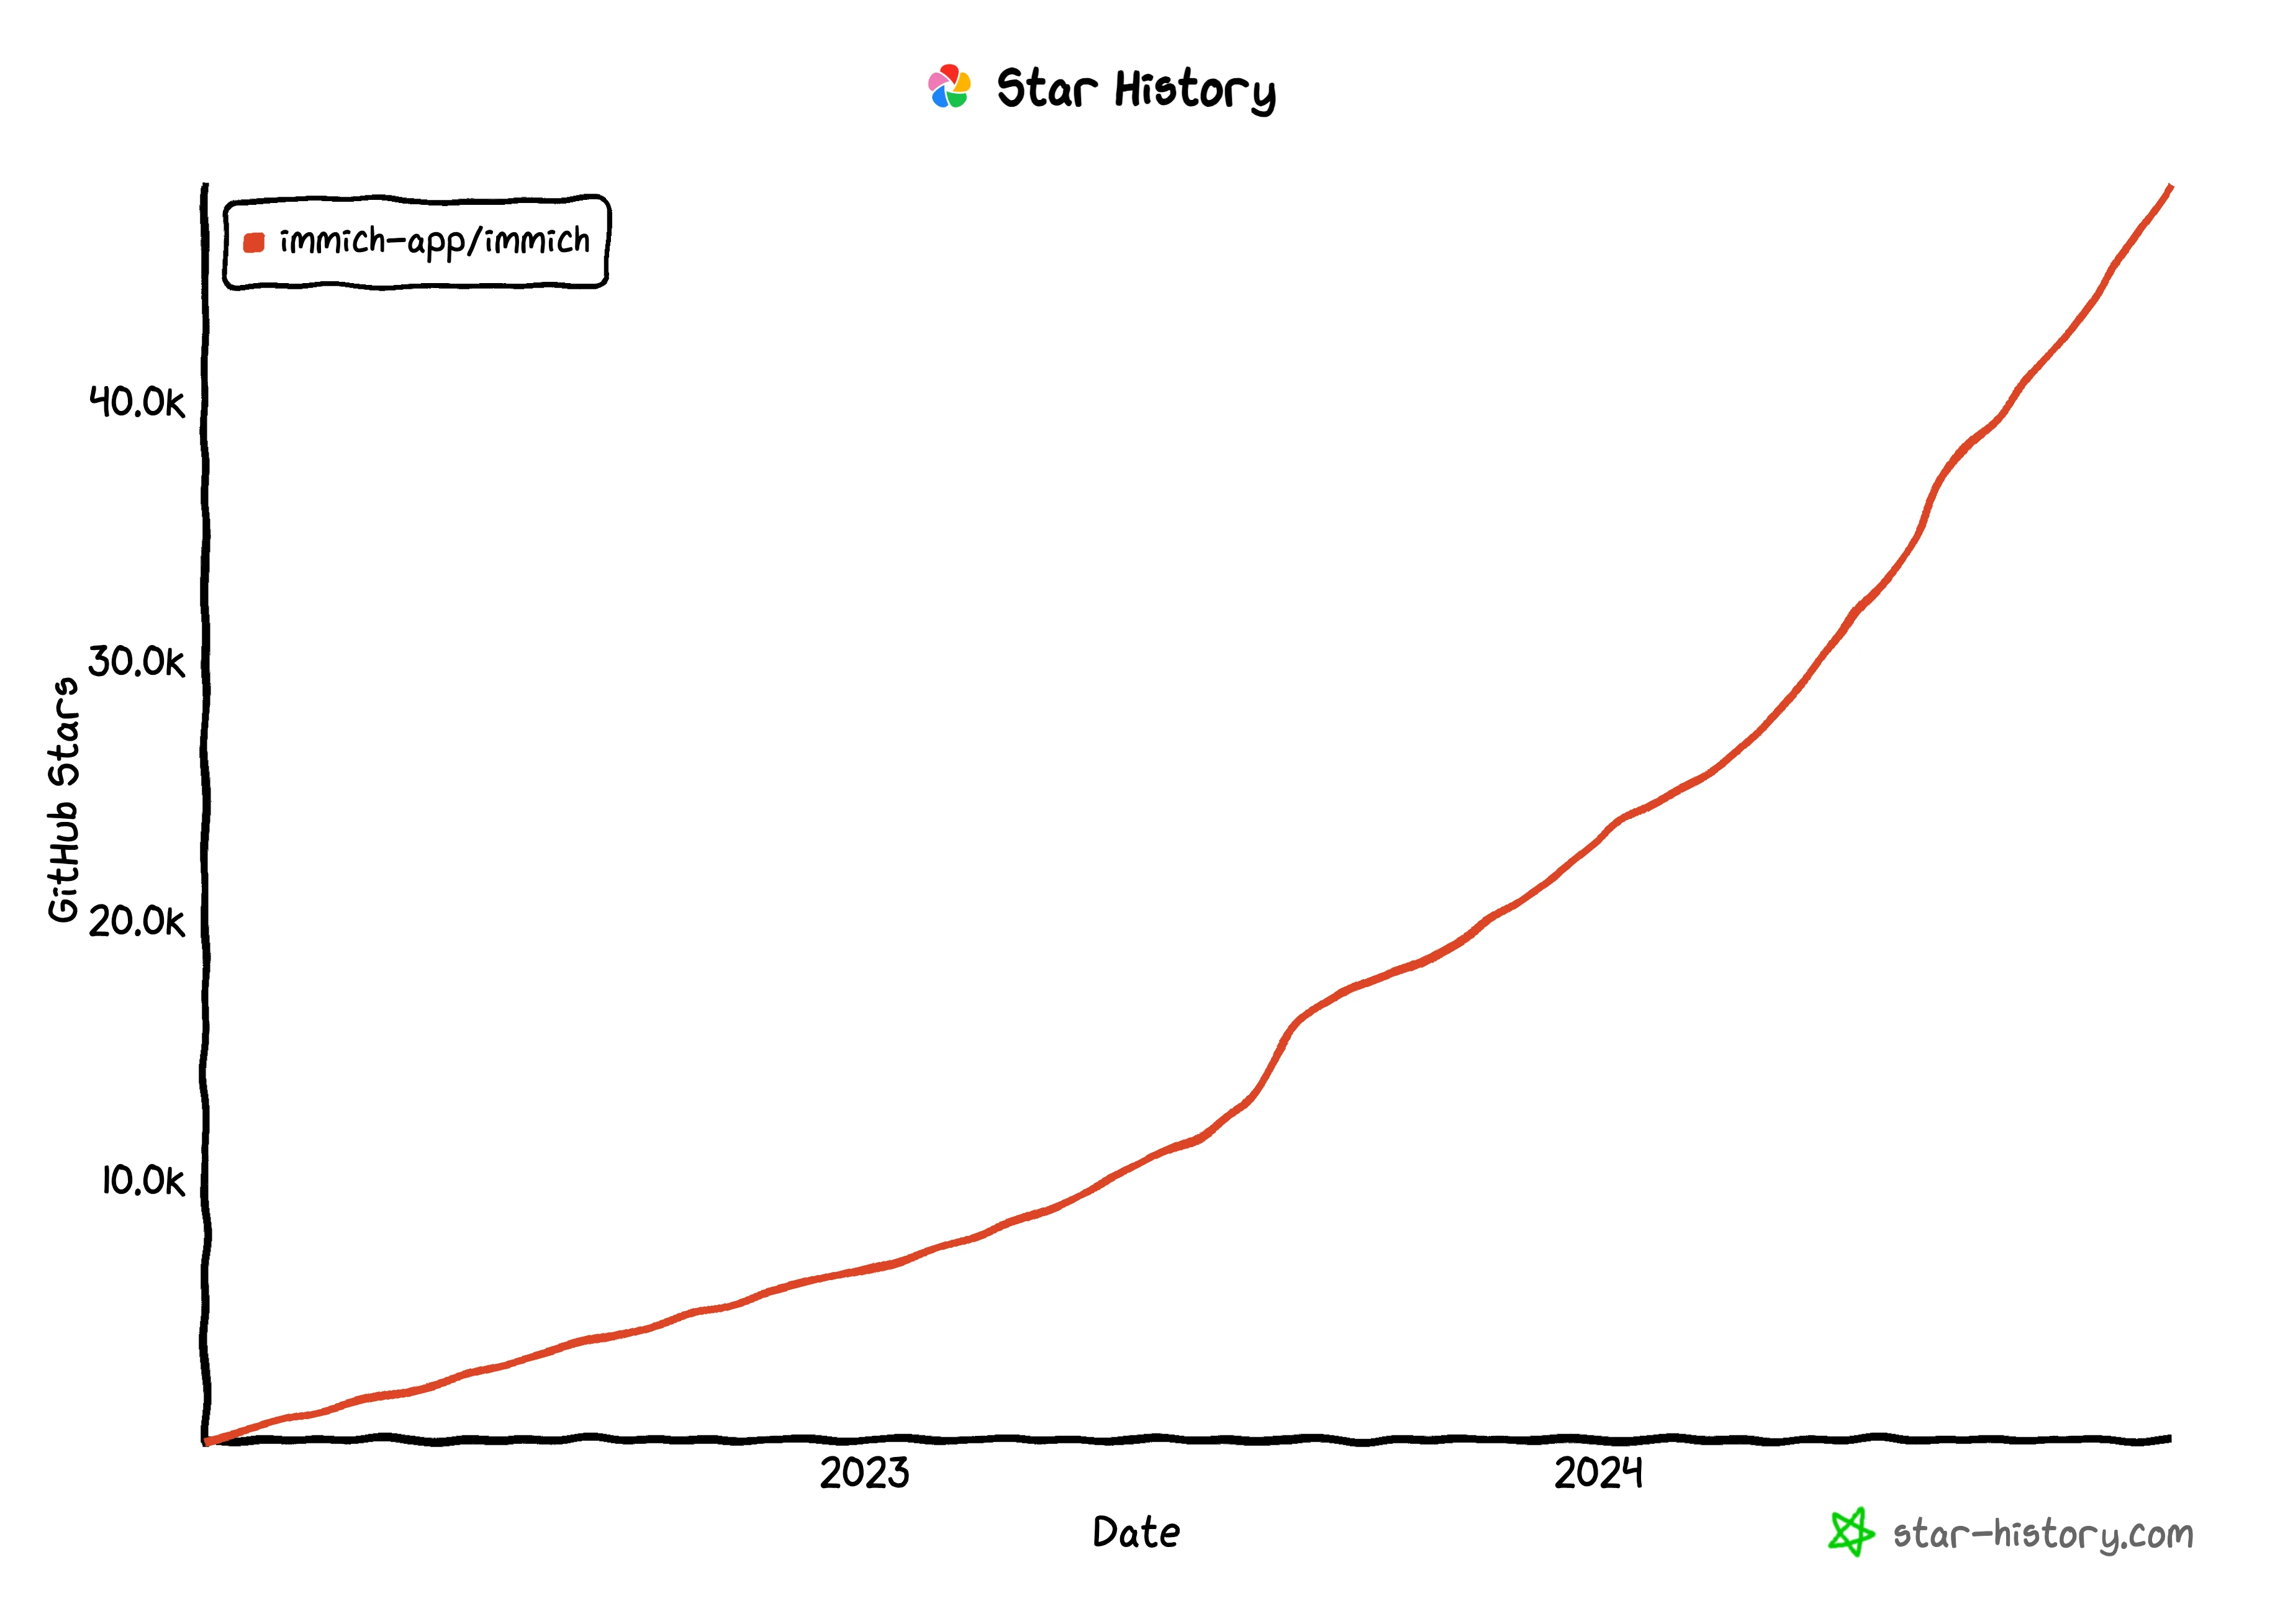 Star History
immich-app/immich
40.0k
30.0k
20.0k
10.0k
GitHub Stars
2023
2024
Date
star-history.com